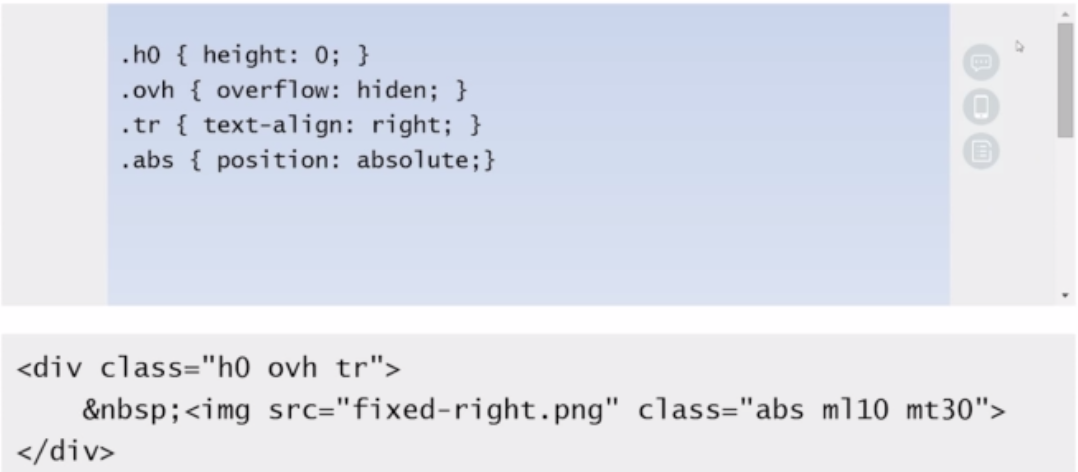 .h0 { height: 0; }
.ovh { overflow: hiden; }
.tr { text-align: right; }
.abs { position: absolute;}
<div class="h0 ovh tr">
    &nbsp;<img src="fixed-right.png" class="abs ml10 mt30">
</div>